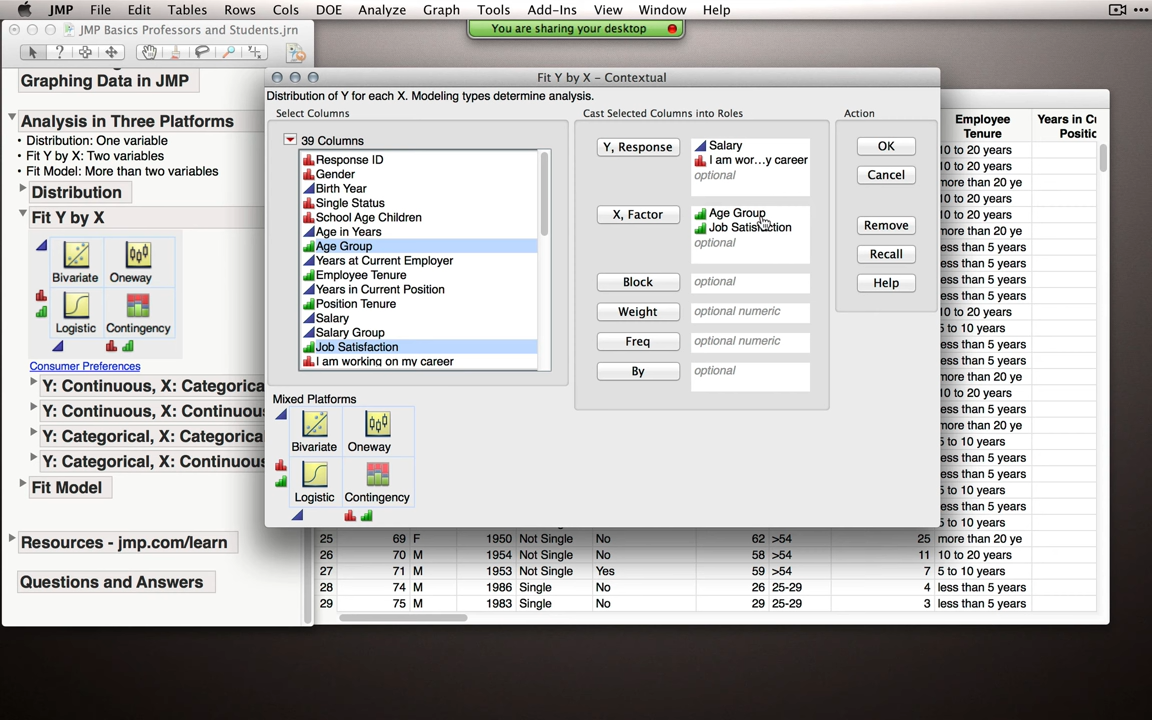 JMP File Edit Tables Rows Cols DOE Analyze Graph Tools Add-Ins View Window Help
You are sharing your desktop
JMP Basics Professors and Students.jrn
Graphing Data in JMP
Analysis in Three Platforms
• Distribution: One variable
• Fit Y by X: Two variables
• Fit Model: More than two variables
Distribution
Fit Y by X
Bivariate Oneway
Logistic Contingency
Consumer Preferences
Y: Continuous, X: Categorica
Y: Continuous, X: Continuous
Y: Categorical, X: Categorica
Y: Categorical, X: Continuous
Fit Model
Resources - jmp.com/learn
Questions and Answers
Fit Y by X – Contextual
Distribution of Y for each X. Modeling types determine analysis.
Select Columns
39 Columns
Response ID
Gender
Birth Year
Single Status
School Age Children
Age in Years
Age Group
Years at Current Employer
Employee Tenure
Years in Current Position
Position Tenure
Salary
Salary Group
Job Satisfaction
I am working on my career
Mixed Platforms
Bivariate Oneway
Logistic Contingency
Cast Selected Columns into Roles
Y, Response
Salary
I am wor...y career
optional
X, Factor
Age Group
Job Satisfaction
optional
Block optional
Weight optional numeric
Freq optional numeric
By optional
Action
OK
Cancel
Remove
Recall
Help
Employee Tenure
Years in Cu
Positic
10 to 20 years
10 to 20 years
more than 20 ye
10 to 20 years
10 to 20 years
more than 20 ye
less than 5 years
less than 5 years
less than 5 years
less than 5 years
10 to 20 years
5 to 10 years
less than 5 years
less than 5 years
more than 20 ye
10 to 20 years
less than 5 years
more than 20 ye
5 to 10 years
less than 5 years
less than 5 years
5 to 10 years
less than 5 years
5 to 10 years
25 69 F 1950 Not Single No 62 >54 25 more than 20 ye
26 70 M 1954 Not Single No 58 >54 11 10 to 20 years
27 71 M 1953 Not Single Yes 59 >54 7 5 to 10 years
28 74 M 1986 Single No 26 25-29 4 less than 5 years
29 75 M 1983 Single No 29 25-29 3 less than 5 years